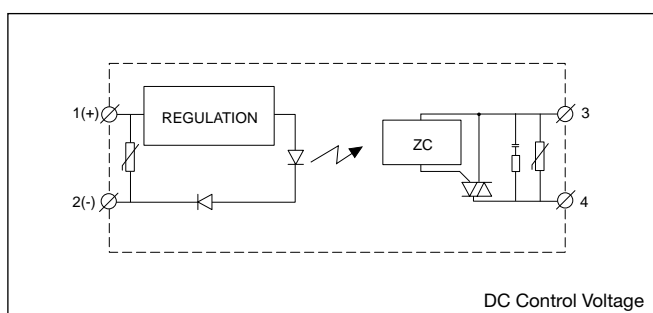 1(+)
REGULATION
3
ZC
2(-)
4
DC Control Voltage